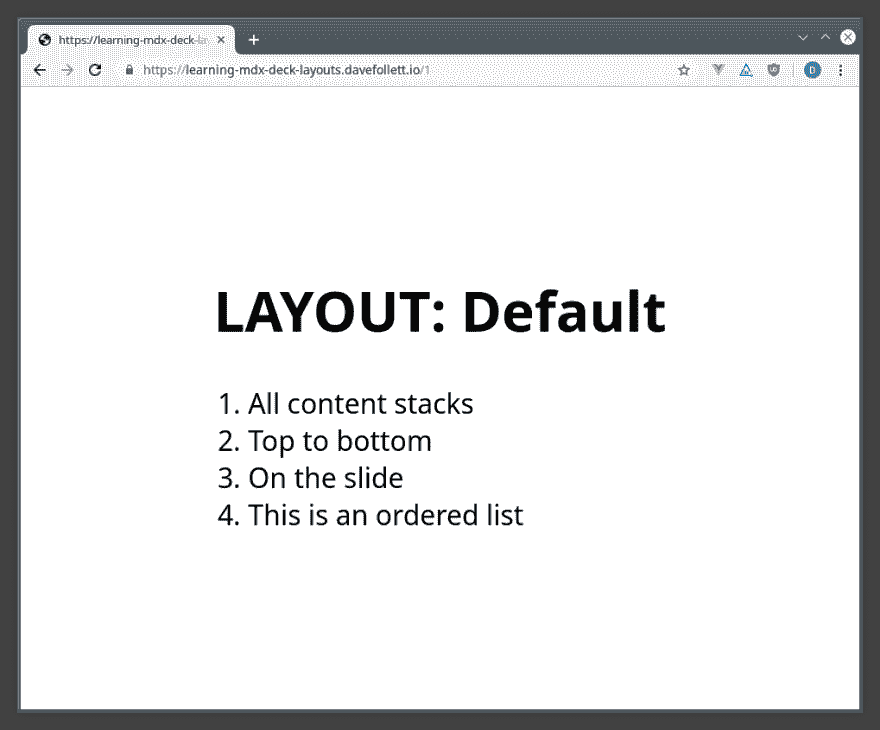 https://learning-mdx-deck-la
https://learning-mdx-deck-layouts.davefollett.io/1
LAYOUT: Default
1. All content stacks
2. Top to bottom
3. On the slide
4. This is an ordered list